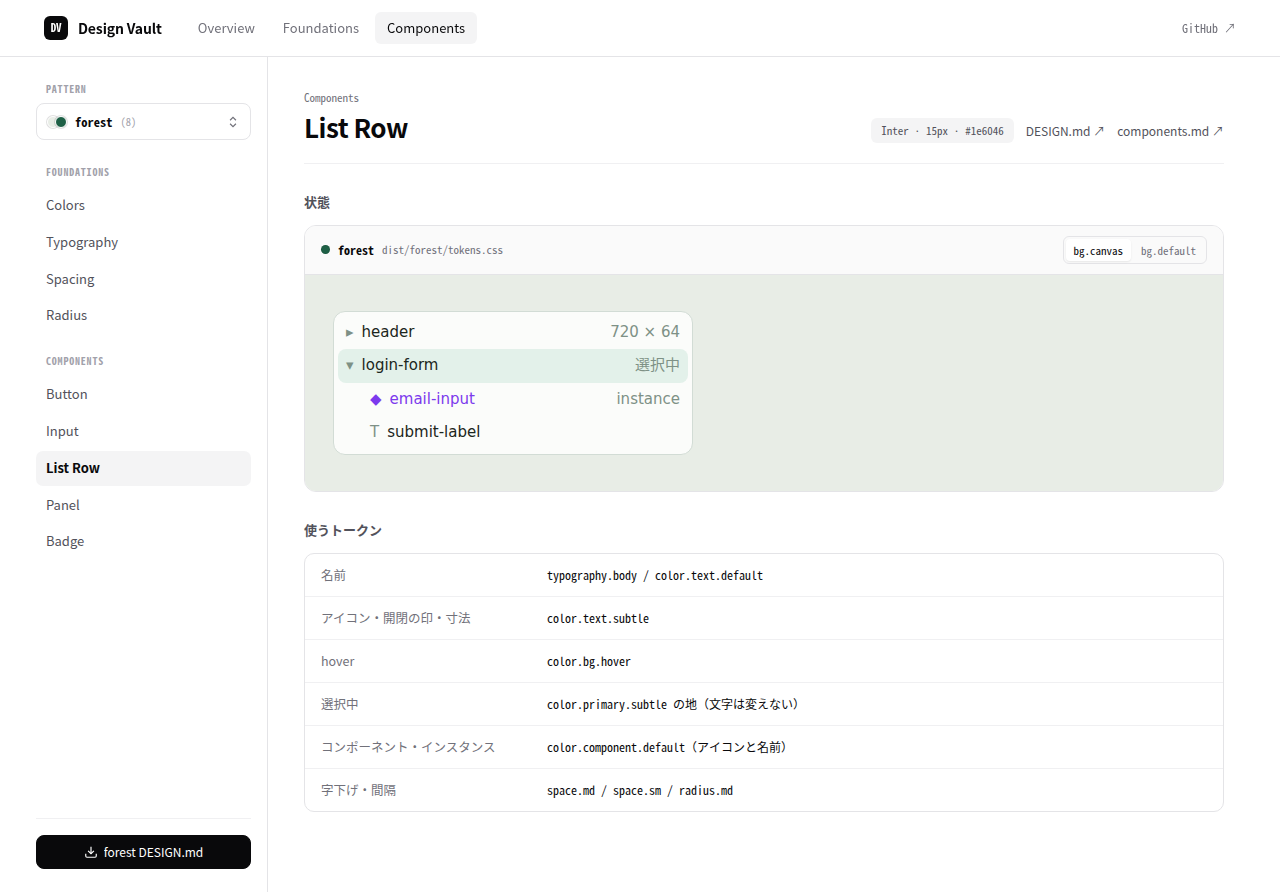 DV Design Vault Overview Foundations Components GitHub ↗
PATTERN
forest (8)
FOUNDATIONS
Colors
Typography
Spacing
Radius
COMPONENTS
Button
Input
List Row
Panel
Badge
forest DESIGN.md
Components
List Row
Inter · 15px · #1e6046 DESIGN.md ↗ components.md ↗
状態
forest dist/forest/tokens.css bg.canvas bg.default
▸ header 720 × 64
▾ login-form 選択中
◆ email-input instance
T submit-label
使うトークン
名前 typography.body / color.text.default
アイコン・開閉の印・寸法 color.text.subtle
hover color.bg.hover
選択中 color.primary.subtle の地（文字は変えない）
コンポーネント・インスタンス color.component.default（アイコンと名前）
字下げ・間隔 space.md / space.sm / radius.md